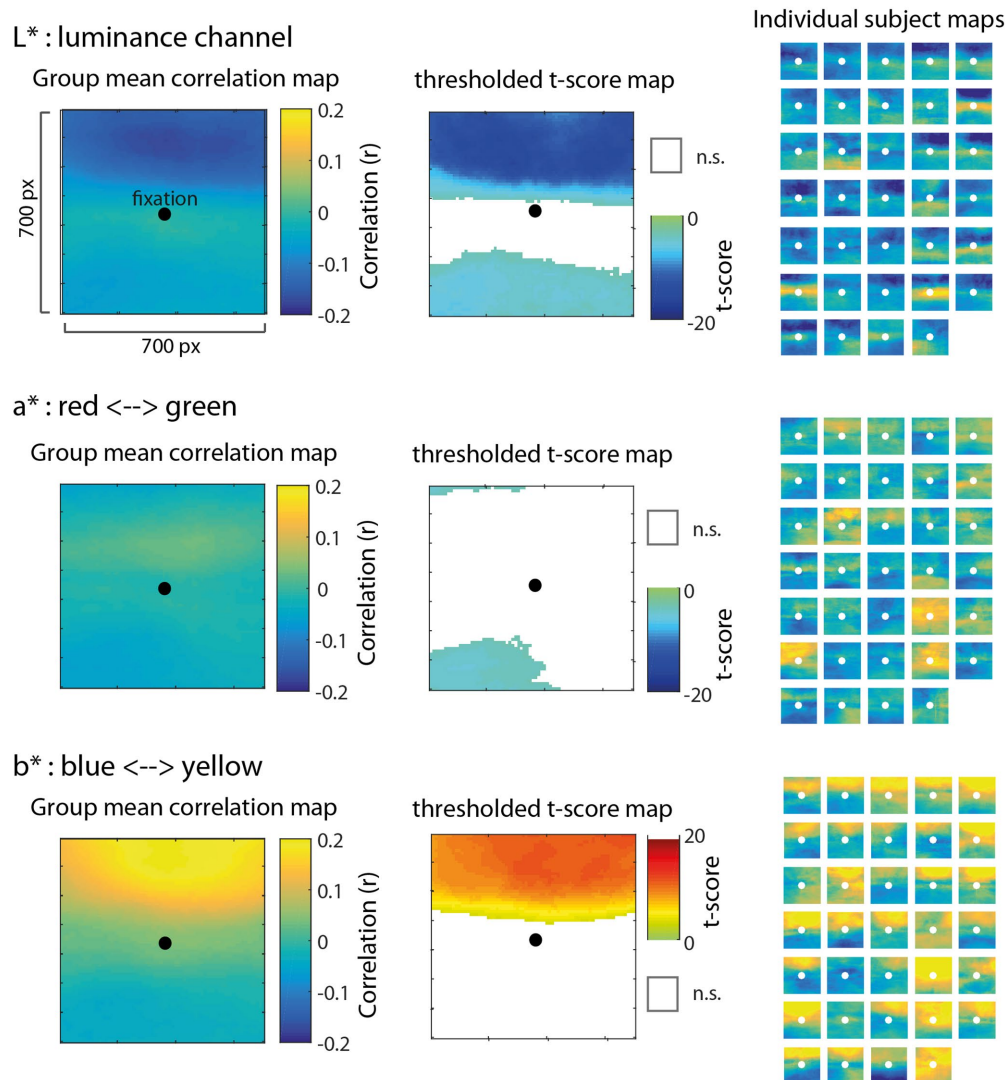 Individual subject maps
L* : luminance channel
Group mean correlation map
thresholded t-score map
0.2
0.1
0
-0.1
-0.2
Correlation (r)
fixation
700 px
700 px
n.s.
0
-20
t-score
a* : red <--> green
Group mean correlation map
thresholded t-score map
0.2
0.1
0
-0.1
-0.2
Correlation (r)
n.s.
0
-20
t-score
b* : blue <--> yellow
Group mean correlation map
thresholded t-score map
0.2
0.1
0
-0.1
-0.2
Correlation (r)
20
0
t-score
n.s.